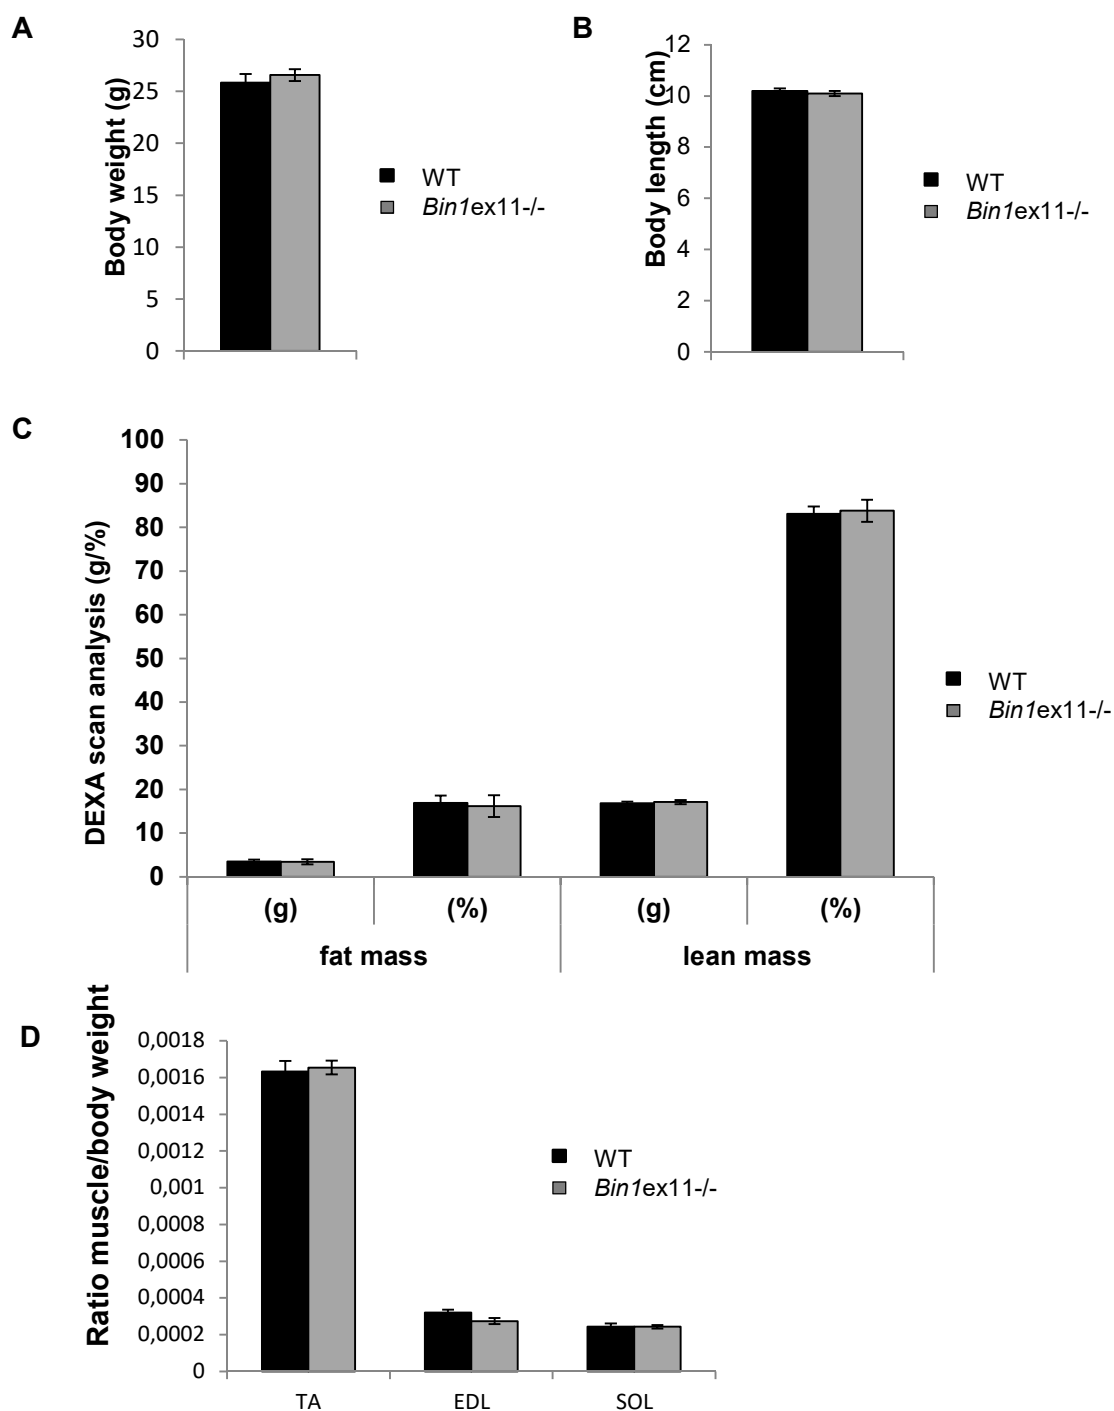 A
Body weight (g)
30
25
20
15
10
5
0
WT
Bin1ex11-/-
B
Body length (cm)
12
10
8
6
4
2
0
WT
Bin1ex11-/-
C
DEXA scan analysis (g/%)
100
90
80
70
60
50
40
30
20
10
0
(g) (%) (g) (%)
fat mass lean mass
WT
Bin1ex11-/-
D
Ratio muscle/body weight
0,0018
0,0016
0,0014
0,0012
0,001
0,0008
0,0006
0,0004
0,0002
0
TA EDL SOL
WT
Bin1ex11-/-